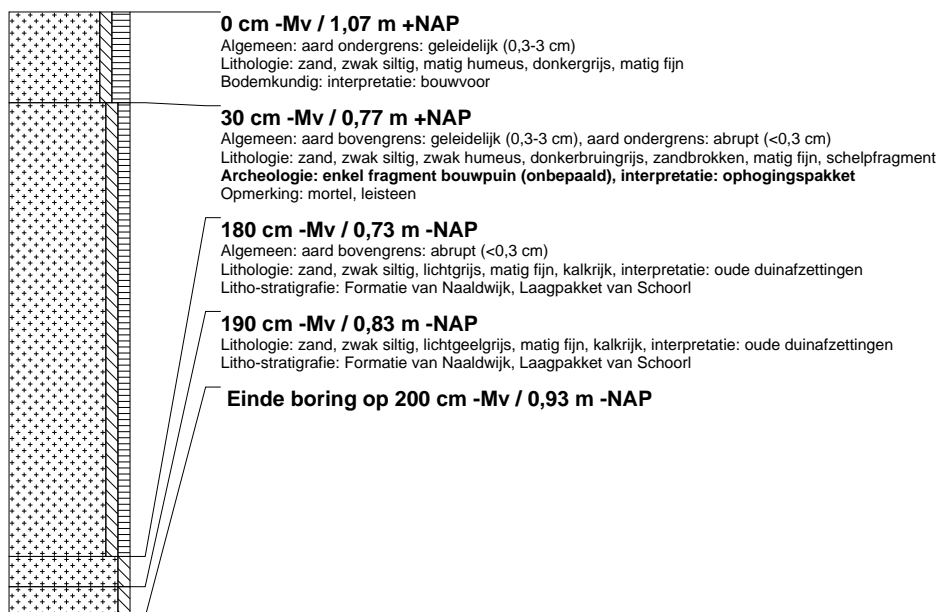 0 cm -Mv / 1,07 m +NAP
Algemeen: aard ondergrens: geleidelijk (0,3-3 cm)
Lithologie: zand, zwak siltig, matig humeus, donkergrijs, matig fijn
Bodemkundig: interpretatie: bouwvoor
30 cm -Mv / 0,77 m +NAP
Algemeen: aard bovengrens: geleidelijk (0,3-3 cm), aard ondergrens: abrupt (<0,3 cm)
Lithologie: zand, zwak siltig, zwak humeus, donkerbruingrijs, zandbrokken, matig fijn, schelpfragment
Archeologie: enkel fragment bouwpuin (onbepaald), interpretatie: ophogingspakket
Opmerking: mortel, leisteen
180 cm -Mv / 0,73 m -NAP
Algemeen: aard bovengrens: abrupt (<0,3 cm)
Lithologie: zand, zwak siltig, lichtgrijs, matig fijn, kalkrijk, interpretatie: oude duinafzettingen
Litho-stratigrafie: Formatie van Naaldwijk, Laagpakket van Schoorl
190 cm -Mv / 0,83 m -NAP
Lithologie: zand, zwak siltig, lichtgeelgrijs, matig fijn, kalkrijk, interpretatie: oude duinafzettingen
Litho-stratigrafie: Formatie van Naaldwijk, Laagpakket van Schoorl
Einde boring op 200 cm -Mv / 0,93 m -NAP